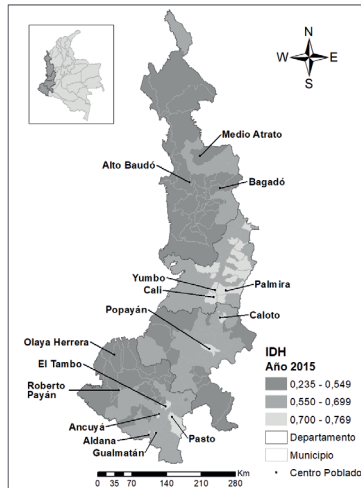 N
W E
S
Medio Atrato
Alto Baudó
Bagadó
Yumbo
Palmira
Cali
Caloto
Popayán
Olaya Herrera
El Tambo
Roberto
Payán
Ancuyá
Aldana
Pasto
Gualmatán
IDH
Año 2015
0,235 - 0,549
0,550 - 0,699
0,700 - 0,769
Departamento
Municipio
Centro Poblado
Km
0 35 70 140 210 280